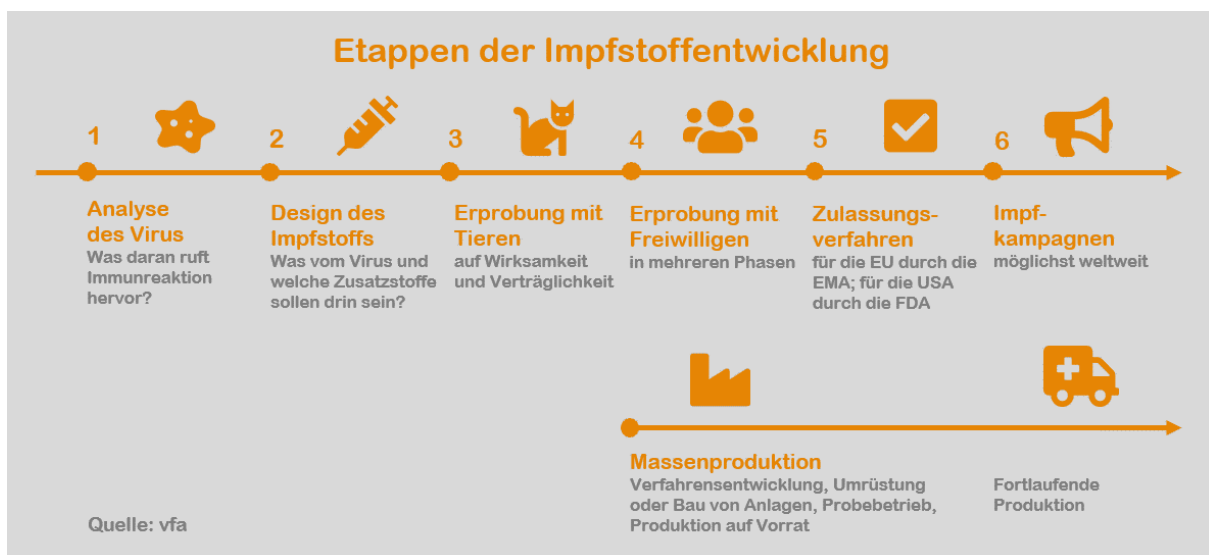 Etappen der Impfstoffentwicklung
1
2
3
4
5
6
Analyse
des Virus
Was daran ruft
Immunreaktion
hervor?
Design des
Impfstoffs
Was vom Virus und
welche Zusatzstoffe
sollen drin sein?
Erprobung mit
Tieren
auf Wirksamkeit
und Verträglichkeit
Erprobung mit
Freiwilligen
in mehreren Phasen
Zulassungs-
verfahren
für die EU durch die
EMA; für die USA
durch die FDA
Impf-
kampagnen
möglichst weltweit
Massenproduktion
Verfahrensentwicklung, Umrüstung
oder Bau von Anlagen, Probebetrieb,
Produktion auf Vorrat
Fortlaufende
Produktion
Quelle: vfa